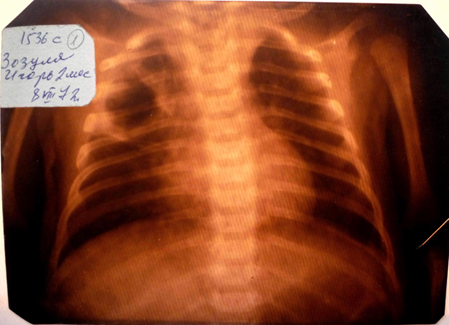 1536 с ①
Зозуля
Игорь 2 мес
8 VIII 72.